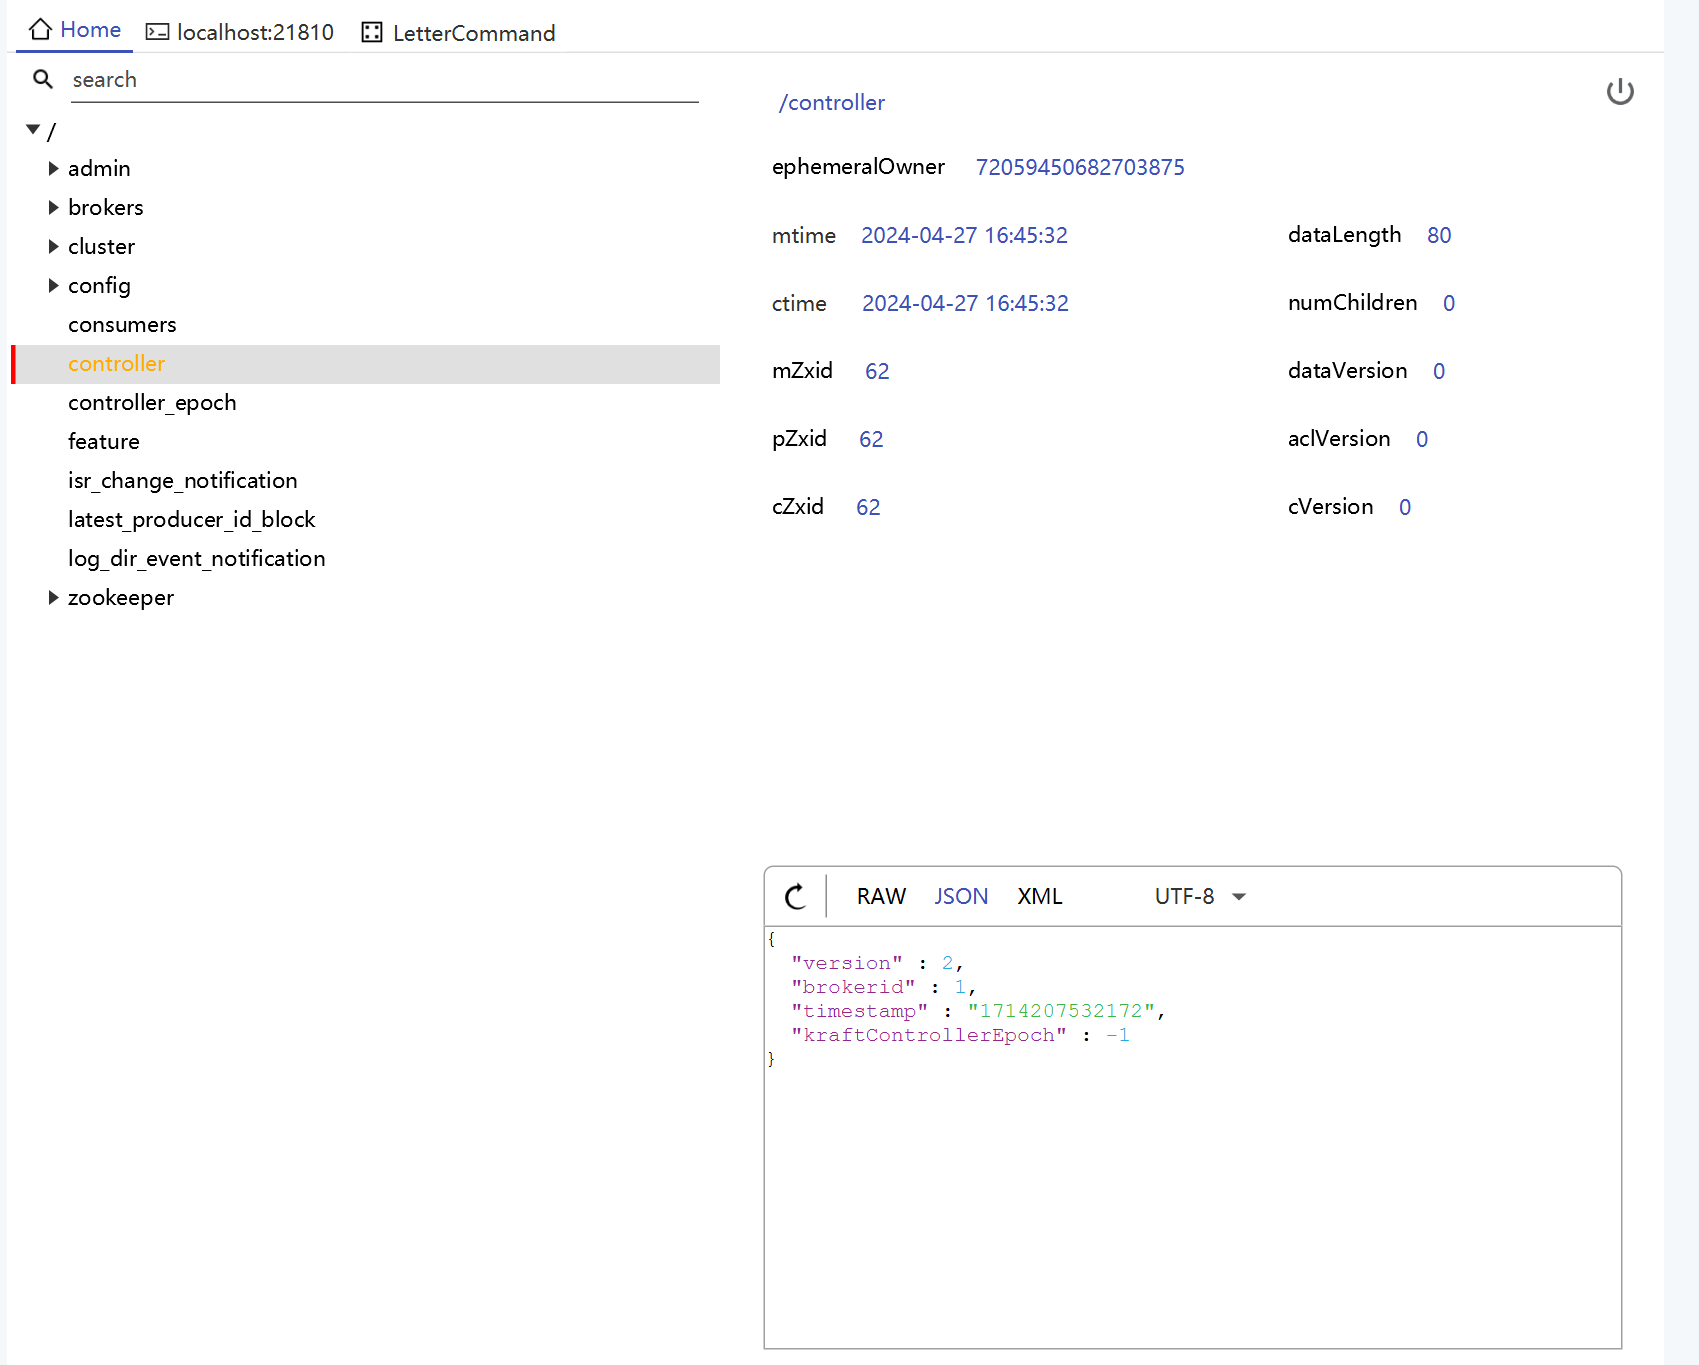 Home localhost:21810 LetterCommand
search
/
admin
brokers
cluster
config
consumers
controller
controller_epoch
feature
isr_change_notification
latest_producer_id_block
log_dir_event_notification
zookeeper
/controller
ephemeralOwner 72059450682703875
mtime 2024-04-27 16:45:32 dataLength 80
ctime 2024-04-27 16:45:32 numChildren 0
mZxid 62 dataVersion 0
pZxid 62 aclVersion 0
cZxid 62 cVersion 0
RAW JSON XML UTF-8
{
"version" : 2,
"brokerid" : 1,
"timestamp" : "1714207532172",
"kraftControllerEpoch" : -1
}